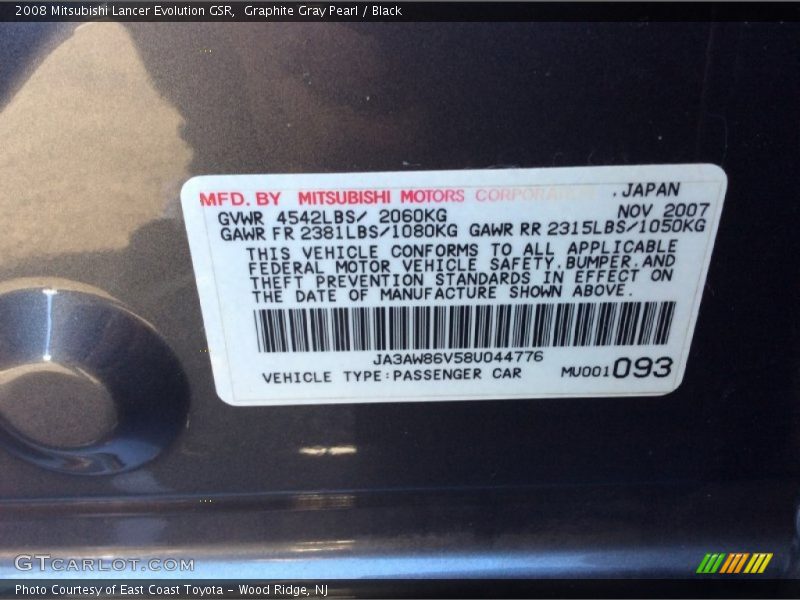 2008 Mitsubishi Lancer Evolution GSR,  Graphite Gray Pearl / Black
MFD. BY MITSUBISHI MOTORS CORPORATION . JAPAN
GVWR 4542LBS/ 2060KG NOV 2007
GAWR FR 2381LBS/1080KG GAWR RR 2315LBS/1050KG
THIS VEHICLE CONFORMS TO ALL APPLICABLE
FEDERAL MOTOR VEHICLE SAFETY.BUMPER.AND
THEFT PREVENTION STANDARDS IN EFFECT ON
THE DATE OF MANUFACTURE SHOWN ABOVE.
JA3AW86V58U044776
VEHICLE TYPE:PASSENGER CAR MU001093
GTCARLOT.COM
Photo Courtesy of East Coast Toyota - Wood Ridge, NJ